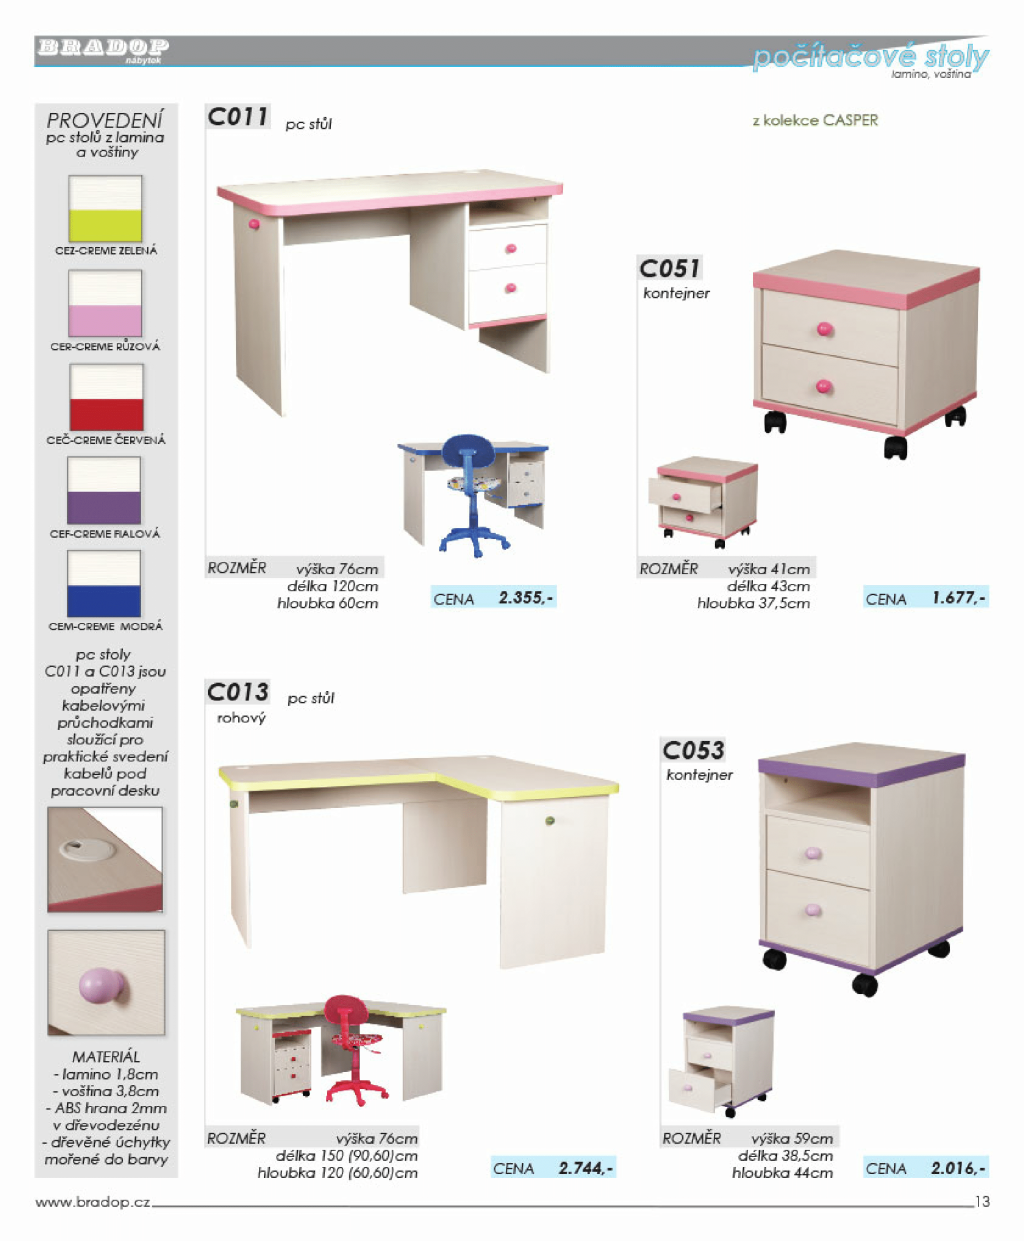 BRADOP
nábytek
počítačové stoly
lamino, voština
PROVEDENÍ
pc stolů z lamina
a voštiny
CEZ-CREME ZELENÁ
CER-CREME RŮZOVÁ
CEČ-CREME ČERVENÁ
CEF-CREME FIALOVÁ
CEM-CREME MODRÁ
pc stoly
C011 a C013 jsou
opatřeny
kabelovými
průchodkami
sloužící pro
praktické svedení
kabelů pod
pracovní desku
MATERIÁL
- lamino 1,8cm
- voština 3,8cm
- ABS hrana 2mm
v dřevodezénu
- dřevěné úchytky
mořené do barvy
C011 pc stůl
z kolekce CASPER
ROZMĚR výška 76cm
délka 120cm
hloubka 60cm
CENA 2.355,-
C051
kontejner
ROZMĚR výška 41cm
délka 43cm
hloubka 37,5cm
CENA 1.677,-
C013 pc stůl
rohový
ROZMĚR výška 76cm
délka 150 (90,60)cm
hloubka 120 (60,60)cm
CENA 2.744,-
C053
kontejner
ROZMĚR výška 59cm
délka 38,5cm
hloubka 44cm
CENA 2.016,-
www.bradop.cz
13